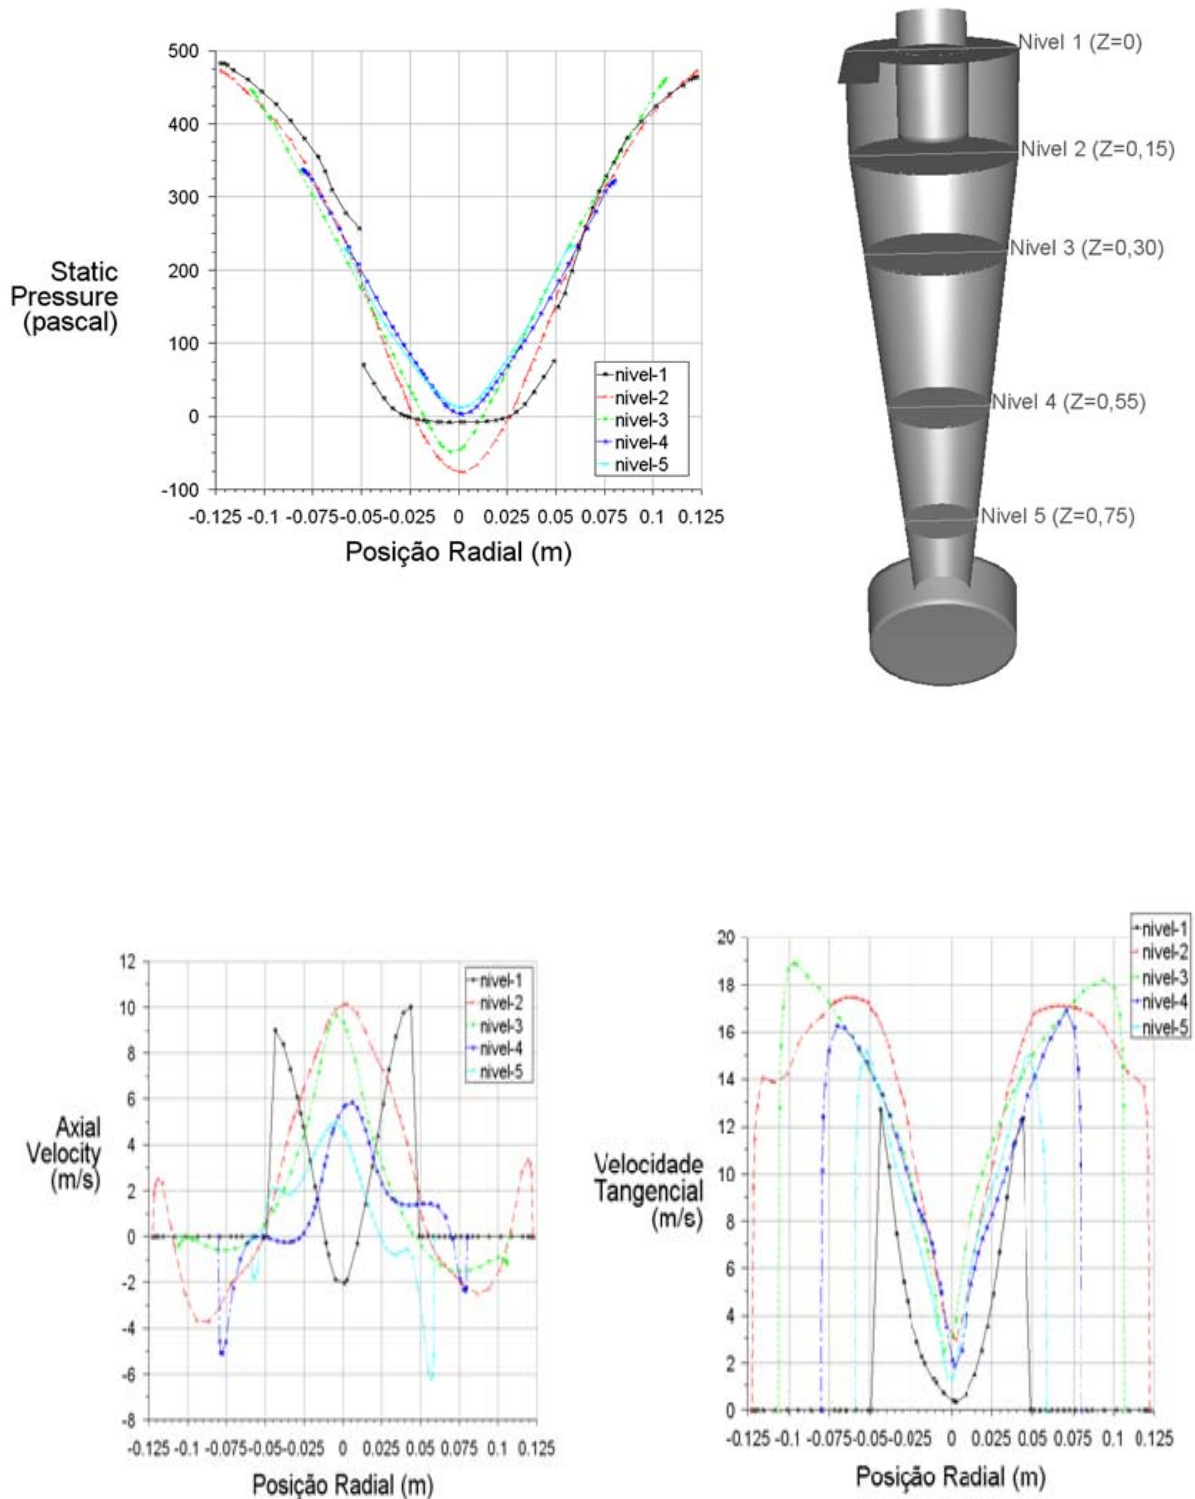 500
400
300
200
100
0
-100
Static
Pressure
(pascal)
nivel-1
nivel-2
nivel-3
nivel-4
nivel-5
-0.125 -0.1 -0.075-0.05-0.025 0 0.025 0.05 0.075 0.1 0.125
Posição Radial (m)
Nivel 1 (Z=0)
Nivel 2 (Z=0,15)
Nivel 3 (Z=0,30)
Nivel 4 (Z=0,55)
Nivel 5 (Z=0,75)
12
10
8
6
4
2
0
-2
-4
-6
-8
Axial
Velocity
(m/s)
nivel-1
nivel-2
nivel-3
nivel-4
nivel-5
-0.125 -0.1 -0.075-0.05-0.025 0 0.025 0.05 0.075 0.1 0.125
Posição Radial (m)
20
18
16
14
12
10
8
6
4
2
0
Velocidade
Tangencial
(m/s)
nivel-1
nivel-2
nivel-3
nivel-4
nivel-5
-0.125 -0.1 -0.075-0.05-0.025 0 0.025 0.05 0.075 0.1 0.125
Posição Radial (m)